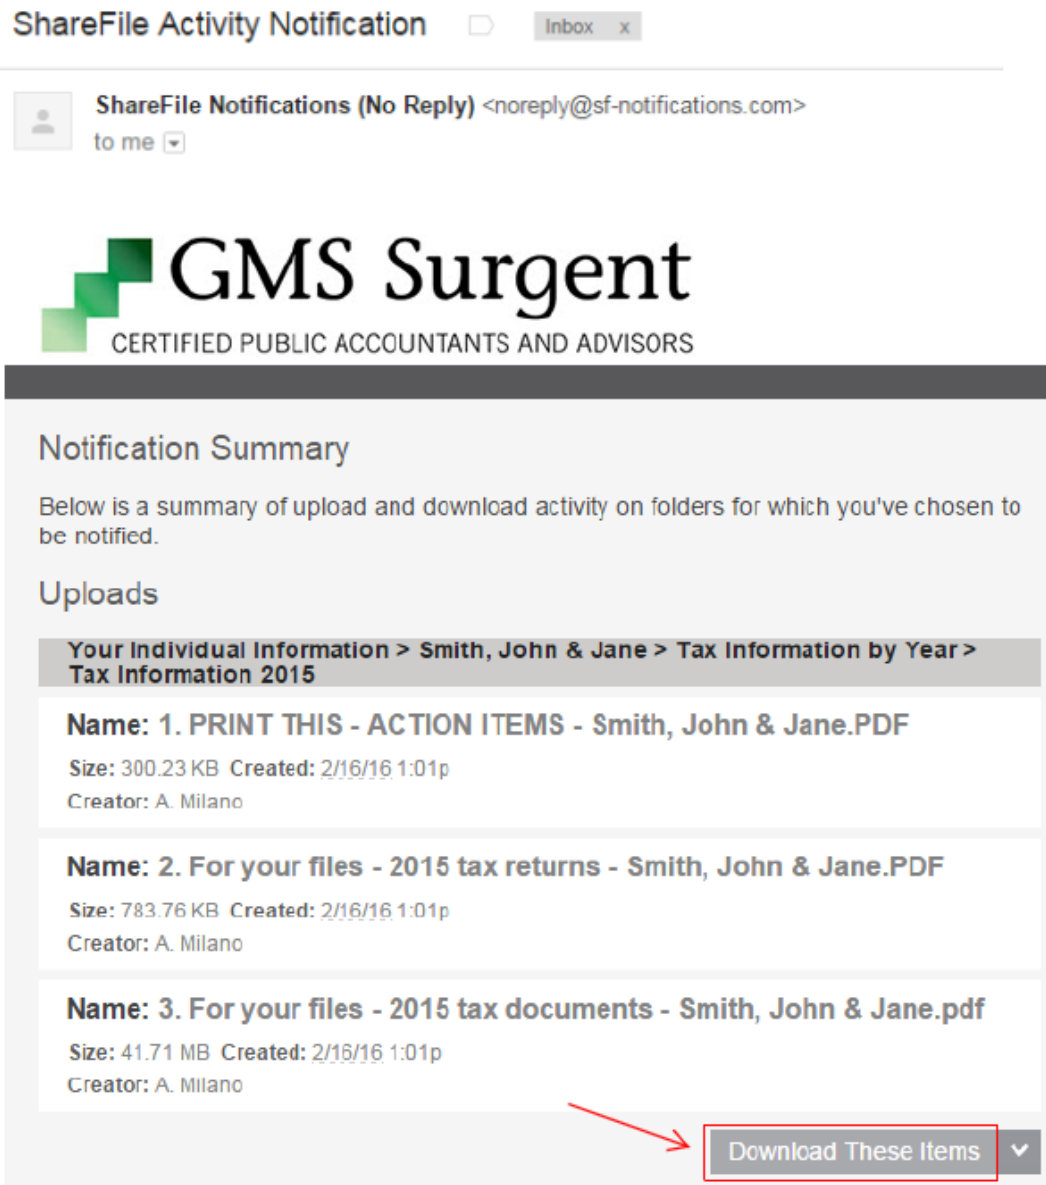 ShareFile Activity Notification
Inbox x
ShareFile Notifications (No Reply) <noreply@sf-notifications.com>
to me
GMS Surgent
CERTIFIED PUBLIC ACCOUNTANTS AND ADVISORS
Notification Summary
Below is a summary of upload and download activity on folders for which you've chosen to
be notified.
Uploads
Your Individual Information > Smith, John & Jane > Tax Information by Year >
Tax Information 2015
Name: 1. PRINT THIS - ACTION ITEMS - Smith, John & Jane.PDF
Size: 300.23 KB Created: 2/16/16 1:01p
Creator: A. Milano
Name: 2. For your files - 2015 tax returns - Smith, John & Jane.PDF
Size: 783.76 KB Created: 2/16/16 1:01p
Creator: A. Milano
Name: 3. For your files - 2015 tax documents - Smith, John & Jane.pdf
Size: 41.71 MB Created: 2/16/16 1:01p
Creator: A. Milano
Download These Items